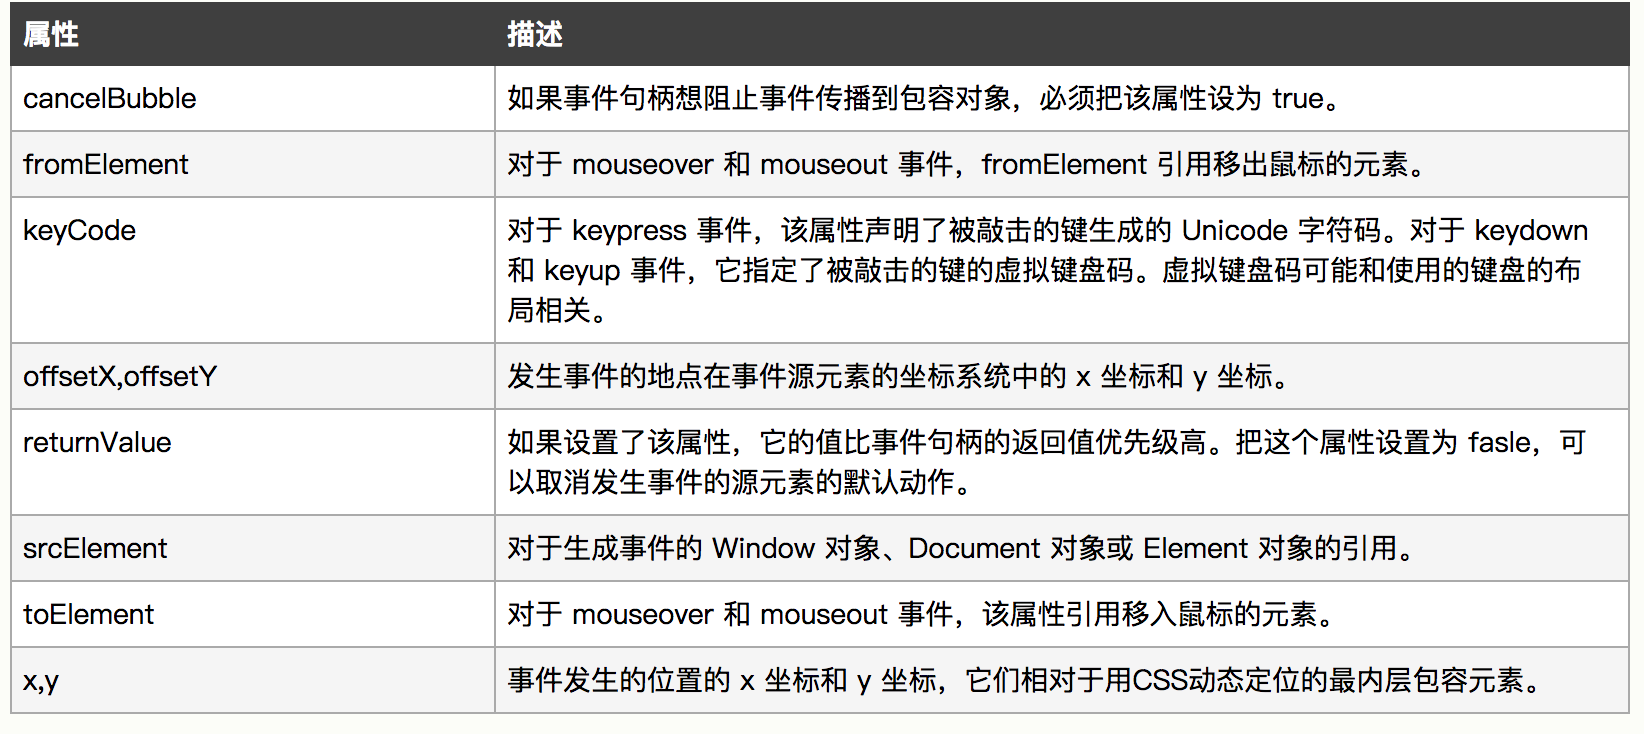 属性 描述
cancelBubble 如果事件句柄想阻止事件传播到包容对象，必须把该属性设为 true。
fromElement 对于 mouseover 和 mouseout 事件，fromElement 引用移出鼠标的元素。
keyCode 对于 keypress 事件，该属性声明了被敲击的键生成的 Unicode 字符码。对于 keydown
和 keyup 事件，它指定了被敲击的键的虚拟键盘码。虚拟键盘码可能和使用的键盘的布
局相关。
offsetX,offsetY 发生事件的地点在事件源元素的坐标系统中的 x 坐标和 y 坐标。
returnValue 如果设置了该属性，它的值比事件句柄的返回值优先级高。把这个属性设置为 fasle，可
以取消发生事件的源元素的默认动作。
srcElement 对于生成事件的 Window 对象、Document 对象或 Element 对象的引用。
toElement 对于 mouseover 和 mouseout 事件，该属性引用移入鼠标的元素。
x,y 事件发生的位置的 x 坐标和 y 坐标，它们相对于用CSS动态定位的最内层包容元素。